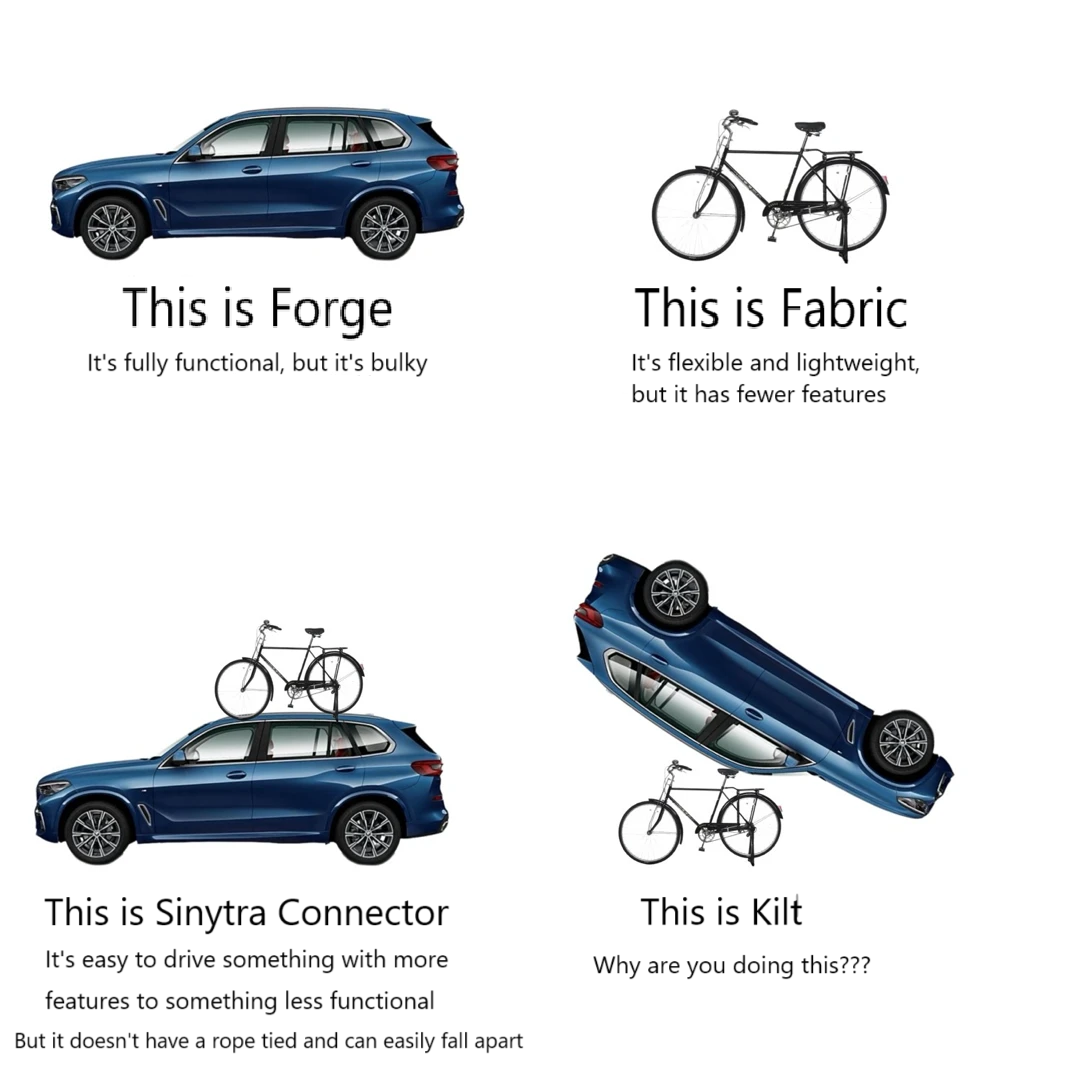 This is Forge
It's fully functional, but it's bulky
This is Fabric
It's flexible and lightweight,
but it has fewer features
This is Sinytra Connector
It's easy to drive something with more
features to something less functional
But it doesn't have a rope tied and can easily fall apart
This is Kilt
Why are you doing this???